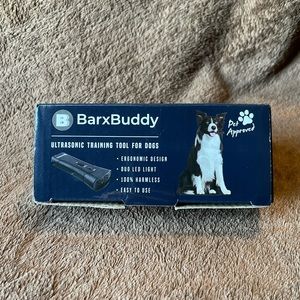 B BarxBuddy
ULTRASONIC TRAINING TOOL FOR DOGS
• ERGONOMIC DESIGN
• DUO LED LIGHT
• 100% HARMLESS
• EASY TO USE
Pet
Approved